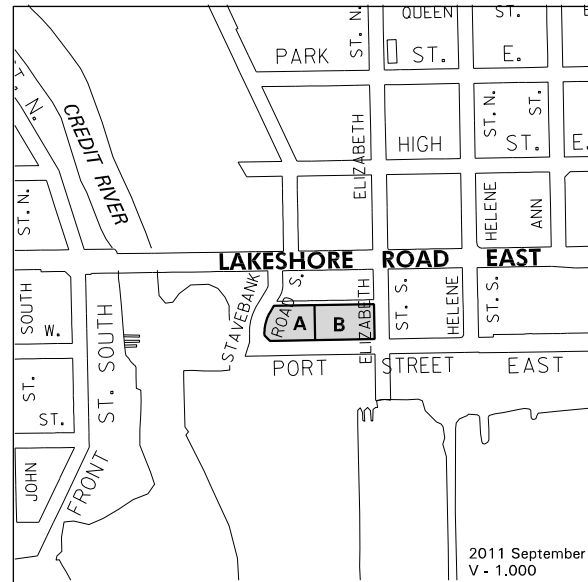 QUEEN ST. E
PARK ST. E.
ST. N.
ST. N.
CREDIT RIVER
ELIZABETH
HIGH ST. E.
ST. N.
ST.
ST. N.
HELENE
ANN
LAKESHORE ROAD EAST
STAVEBANK
ROAD S.
A B
ELIZABETH
ST. S.
HELENE
ST. S.
SOUTH
W.
ST. SOUTH
PORT STREET EAST
ST.
ST.
JOHN
FRONT
2011 September
V - 1.000